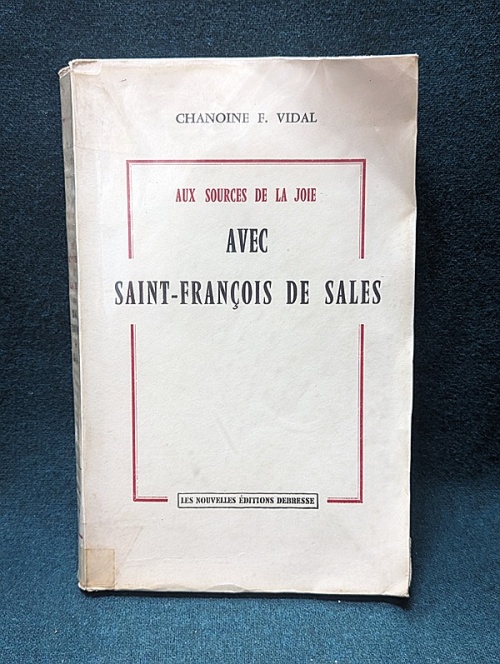 CHANOINE F. VIDAL
AUX SOURCES DE LA JOIE
AVEC
SAINT-FRANÇOIS DE SALES
LES NOUVELLES ÉDITIONS DEBRESSE